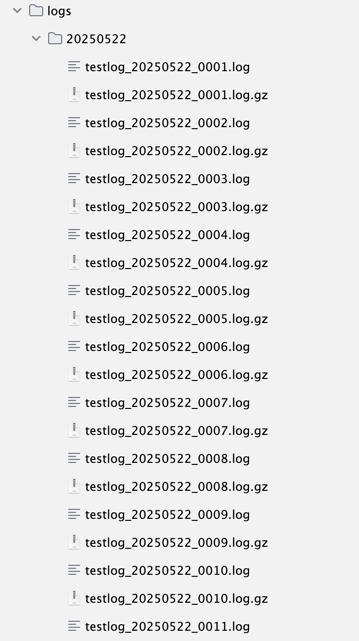 logs
20250522
testlog_20250522_0001.log
testlog_20250522_0001.log.gz
testlog_20250522_0002.log
testlog_20250522_0002.log.gz
testlog_20250522_0003.log
testlog_20250522_0003.log.gz
testlog_20250522_0004.log
testlog_20250522_0004.log.gz
testlog_20250522_0005.log
testlog_20250522_0005.log.gz
testlog_20250522_0006.log
testlog_20250522_0006.log.gz
testlog_20250522_0007.log
testlog_20250522_0007.log.gz
testlog_20250522_0008.log
testlog_20250522_0008.log.gz
testlog_20250522_0009.log
testlog_20250522_0009.log.gz
testlog_20250522_0010.log
testlog_20250522_0010.log.gz
testlog_20250522_0011.log